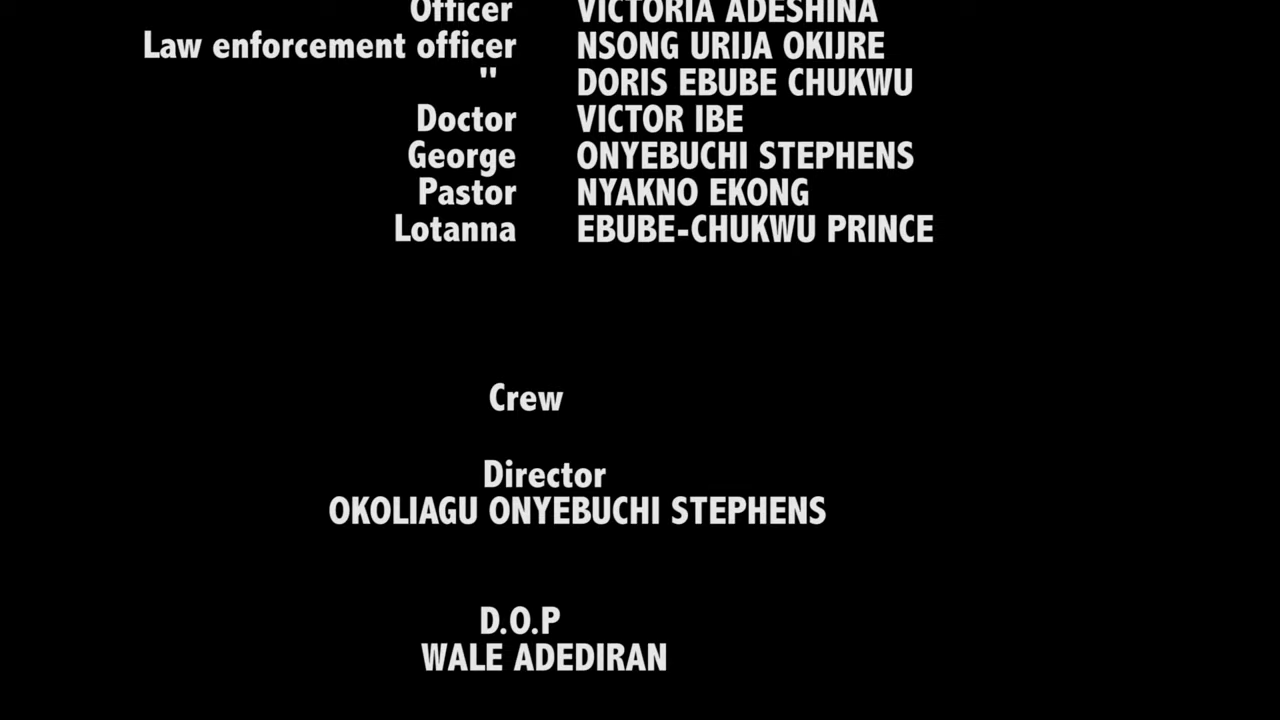 Officer VICTORIA ADESHINA
Law enforcement officer NSONG URIJA OKIJRE
" DORIS EBUBE CHUKWU
Doctor VICTOR IBE
George ONYEBUCHI STEPHENS
Pastor NYAKNO EKONG
Lotanna EBUBE-CHUKWU PRINCE
Crew
Director
OKOLIAGU ONYEBUCHI STEPHENS
D.O.P
WALE ADEDIRAN